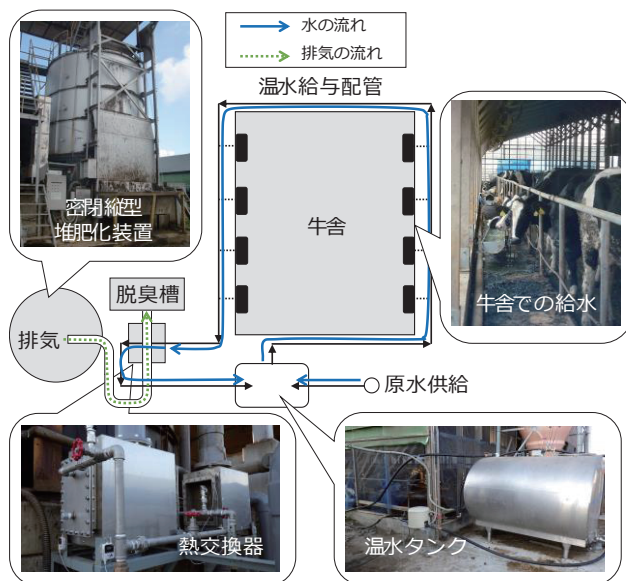 水の流れ
排気の流れ
温水給与配管
密閉縦型
堆肥化装置
牛舎
牛舎での給水
脱臭槽
排気
原水供給
熱交換器
温水タンク